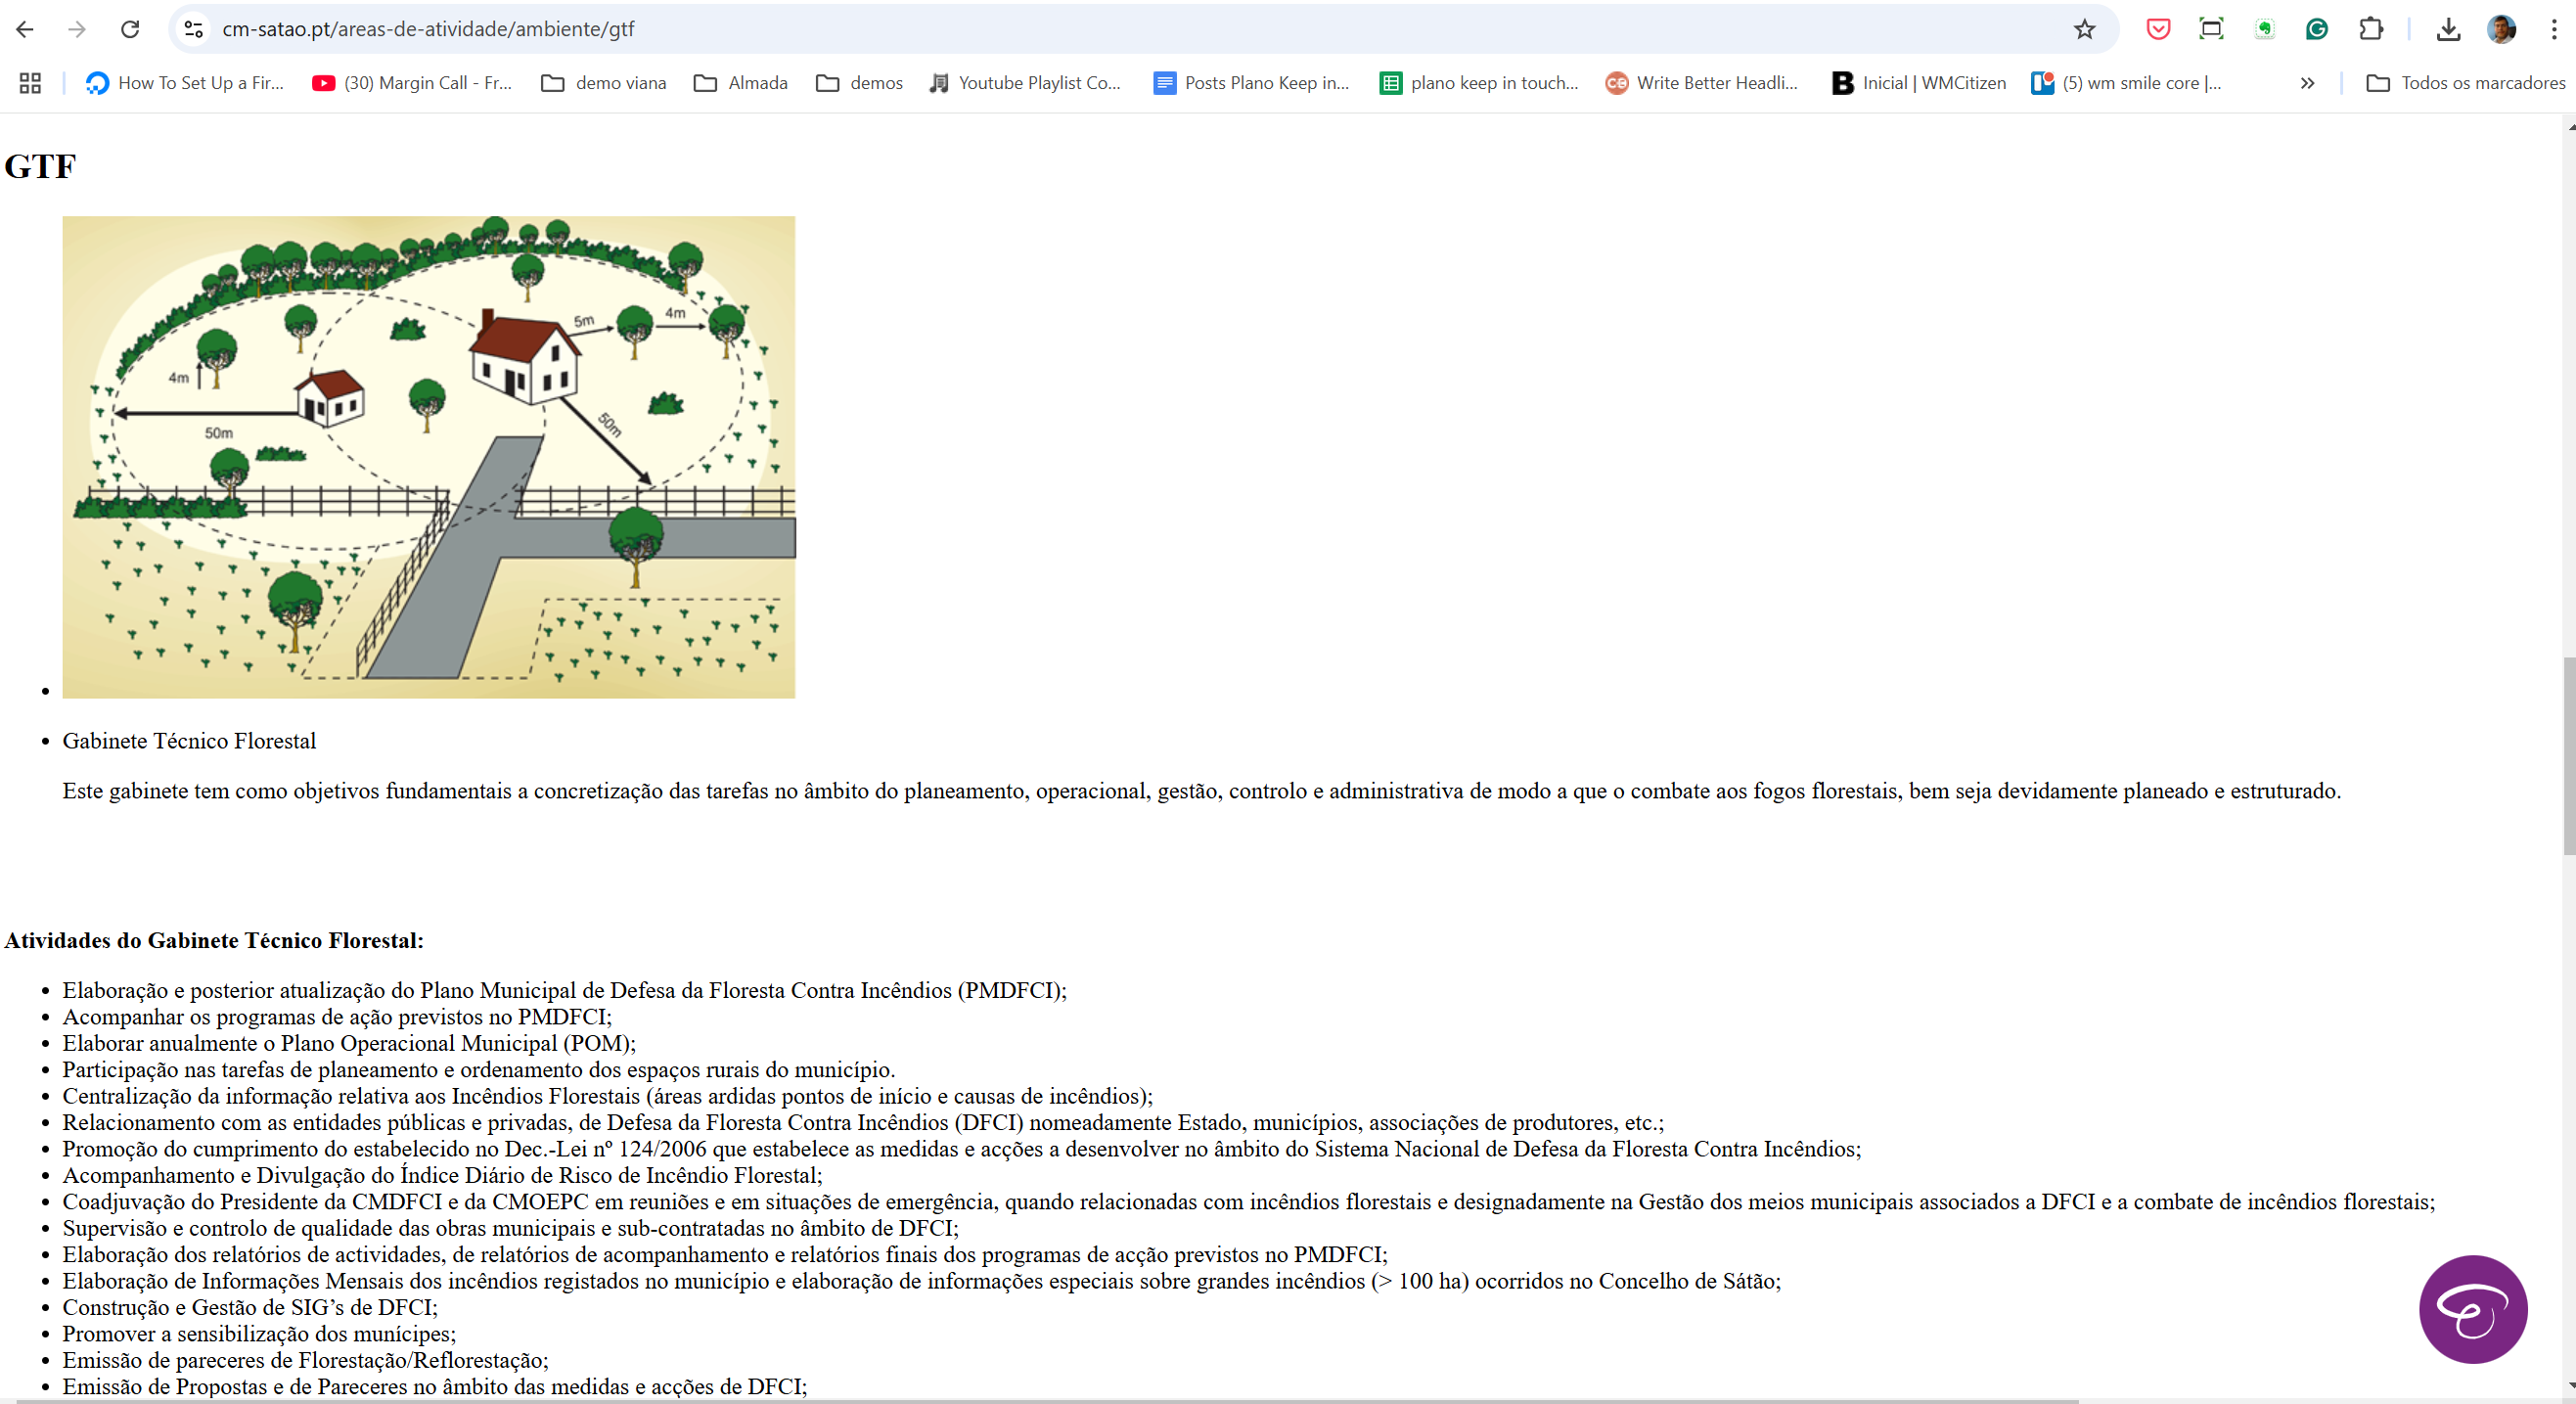 cm-satao.pt/areas-de-atividade/ambiente/gtf
How To Set Up a Fir...
(30) Margin Call - Fr...
demo viana
Almada
demos
Youtube Playlist Co...
Posts Plano Keep in...
plano keep in touch...
Write Better Headli...
Inicial | WMCitizen
(5) wm smile core |...
Todos os marcadores
GTF
5m
4m
4m
50m
50m
Gabinete Técnico Florestal
Este gabinete tem como objetivos fundamentais a concretização das tarefas no âmbito do planeamento, operacional, gestão, controlo e administrativa de modo a que o combate aos fogos florestais, bem seja devidamente planeado e estruturado.
Atividades do Gabinete Técnico Florestal:
Elaboração e posterior atualização do Plano Municipal de Defesa da Floresta Contra Incêndios (PMDFCI);
Acompanhar os programas de ação previstos no PMDFCI;
Elaborar anualmente o Plano Operacional Municipal (POM);
Participação nas tarefas de planeamento e ordenamento dos espaços rurais do município.
Centralização da informação relativa aos Incêndios Florestais (áreas ardidas pontos de início e causas de incêndios);
Relacionamento com as entidades públicas e privadas, de Defesa da Floresta Contra Incêndios (DFCI) nomeadamente Estado, municípios, associações de produtores, etc.;
Promoção do cumprimento do estabelecido no Dec.-Lei nº 124/2006 que estabelece as medidas e acções a desenvolver no âmbito do Sistema Nacional de Defesa da Floresta Contra Incêndios;
Acompanhamento e Divulgação do Índice Diário de Risco de Incêndio Florestal;
Coadjuvação do Presidente da CMDFCI e da CMOEPC em reuniões e em situações de emergência, quando relacionadas com incêndios florestais e designadamente na Gestão dos meios municipais associados a DFCI e a combate de incêndios florestais;
Supervisão e controlo de qualidade das obras municipais e sub-contratadas no âmbito de DFCI;
Elaboração dos relatórios de actividades, de relatórios de acompanhamento e relatórios finais dos programas de acção previstos no PMDFCI;
Elaboração de Informações Mensais dos incêndios registados no município e elaboração de informações especiais sobre grandes incêndios (> 100 ha) ocorridos no Concelho de Sátão;
Construção e Gestão de SIG’s de DFCI;
Promover a sensibilização dos munícipes;
Emissão de pareceres de Florestação/Reflorestação;
Emissão de Propostas e de Pareceres no âmbito das medidas e acções de DFCI;